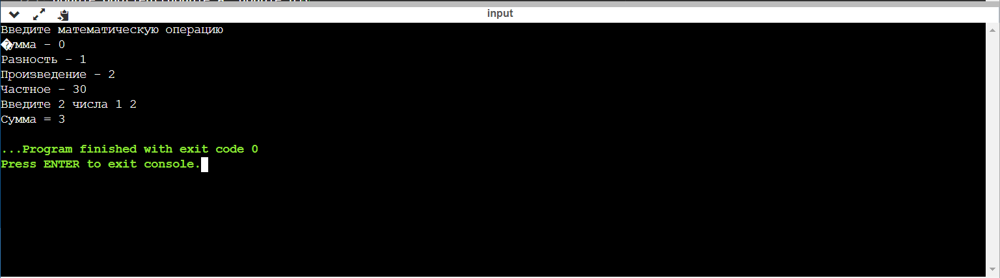 input
Введите математическую операцию
�умма - 0
Разность - 1
Произведение - 2
Частное - 30
Введите 2 числа 1 2
Сумма = 3
...Program finished with exit code 0
Press ENTER to exit console.